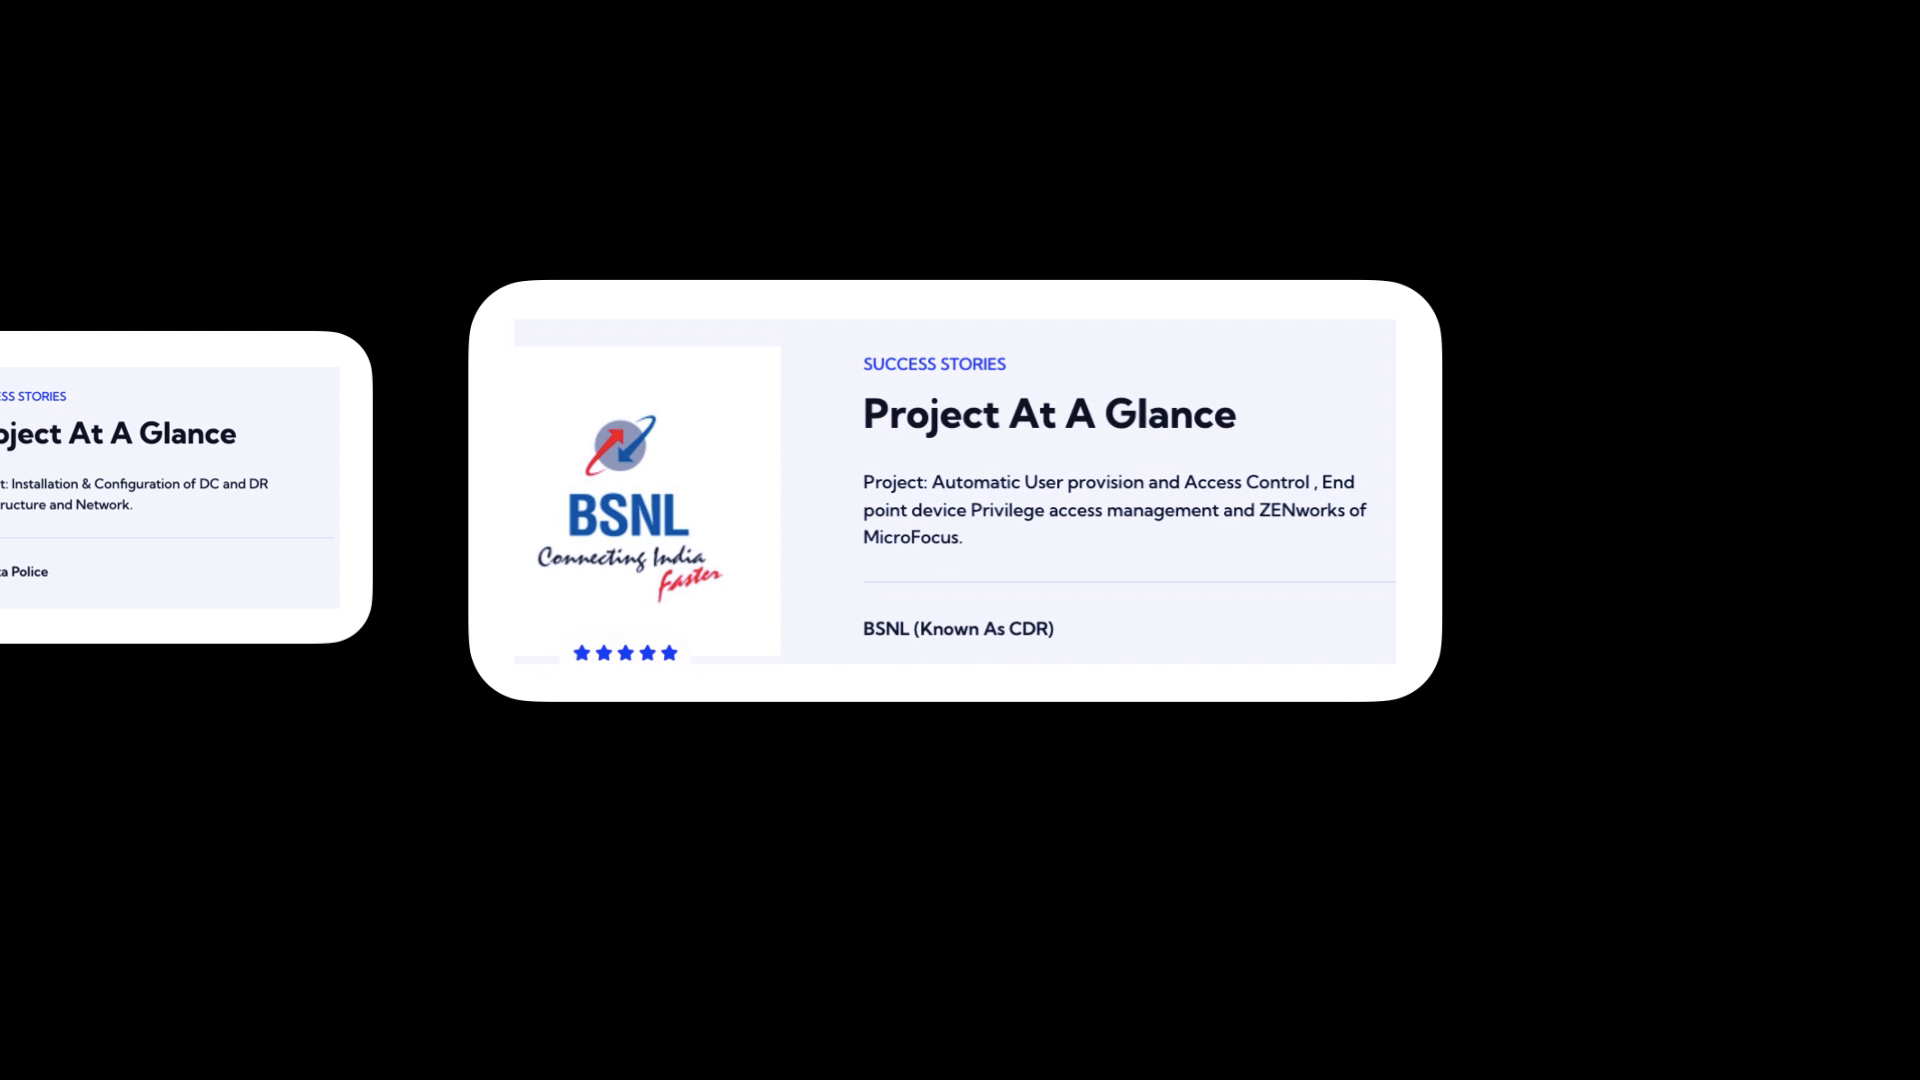 SS STORIES
ject At A Glance
t: Installation & Configuration of DC and DR
ructure and Network.
Police
SUCCESS STORIES
Project At A Glance
Project: Automatic User provision and Access Control , End
point device Privilege access management and ZENworks of
MicroFocus.
BSNL (Known As CDR)
BSNL
Connecting India
Faster